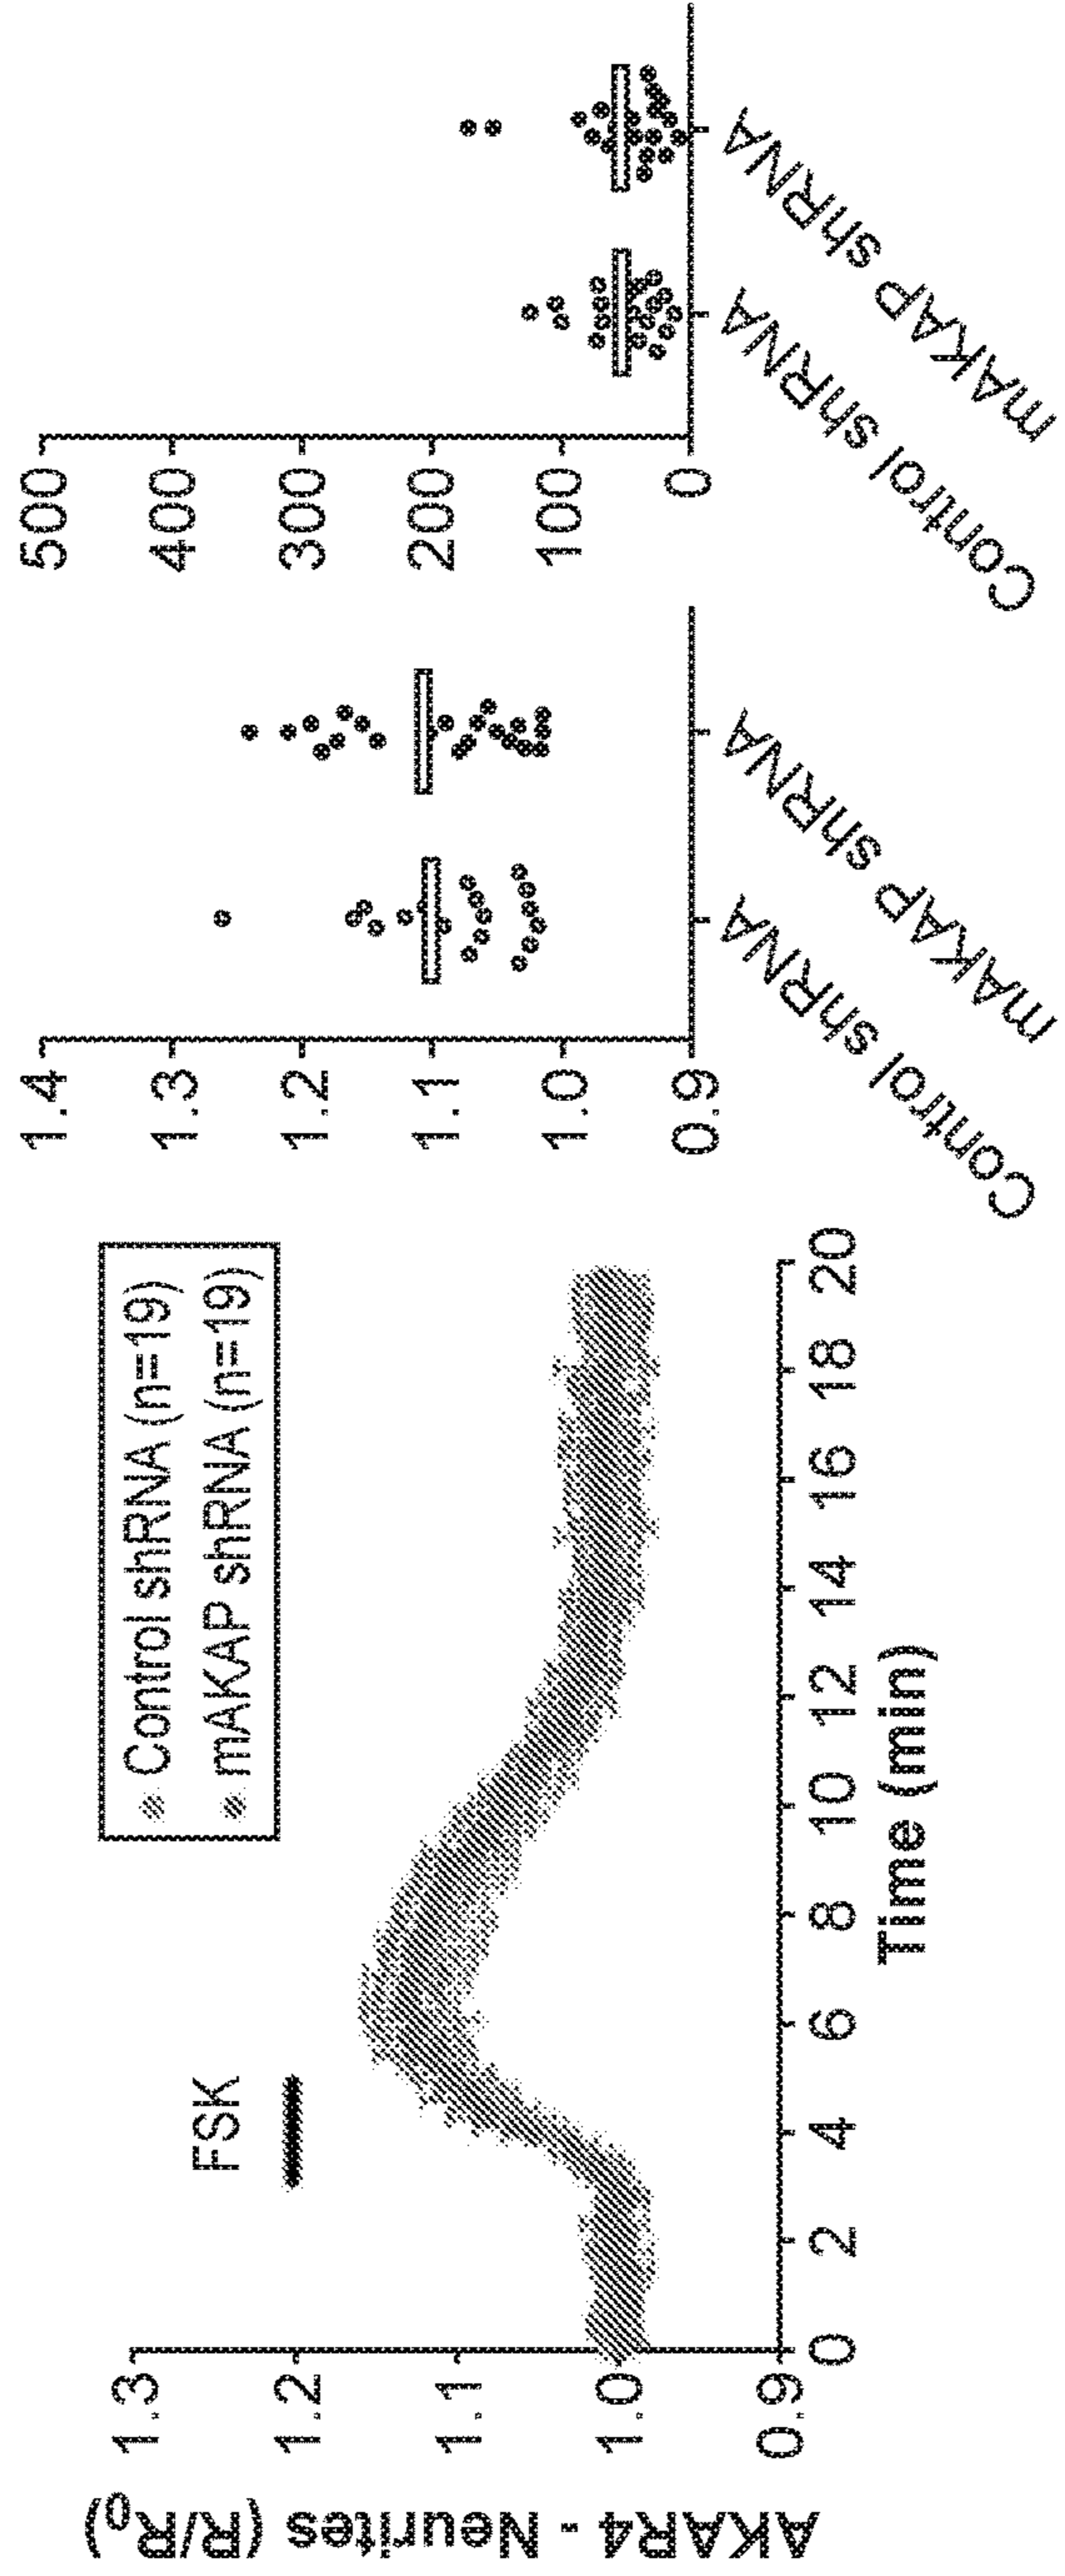 AKAR4 - Neurites (R/R0)
1.3
1.2
1.1
1.0
0.9
FSK
Control shRNA (n=19)
mAKAP shRNA (n=19)
0 2 4 6 8 10 12 14 16 18 20
Time (min)
1.4
1.3
1.2
1.1
1.0
0.9
Control shRNA
mAKAP shRNA
500
400
300
200
100
0
Control shRNA
mAKAP shRNA